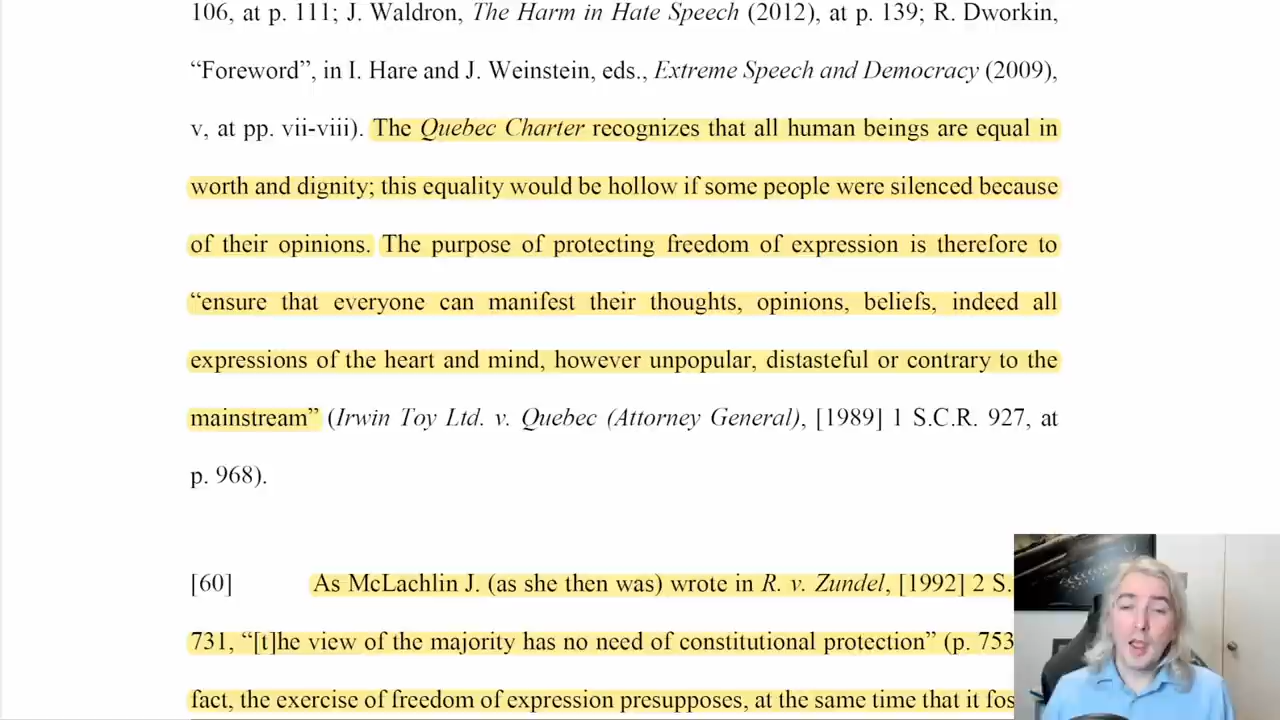 106, at p. 111; J. Waldron, The Harm in Hate Speech (2012), at p. 139; R. Dworkin,
“Foreword”, in I. Hare and J. Weinstein, eds., Extreme Speech and Democracy (2009),
v, at pp. vii-viii). The Quebec Charter recognizes that all human beings are equal in
worth and dignity; this equality would be hollow if some people were silenced because
of their opinions. The purpose of protecting freedom of expression is therefore to
“ensure that everyone can manifest their thoughts, opinions, beliefs, indeed all
expressions of the heart and mind, however unpopular, distasteful or contrary to the
mainstream” (Irwin Toy Ltd. v. Quebec (Attorney General), [1989] 1 S.C.R. 927, at
p. 968).
[60] As McLachlin J. (as she then was) wrote in R. v. Zundel, [1992] 2 S.
731, “[t]he view of the majority has no need of constitutional protection” (p. 753
fact, the exercise of freedom of expression presupposes, at the same time that it fos